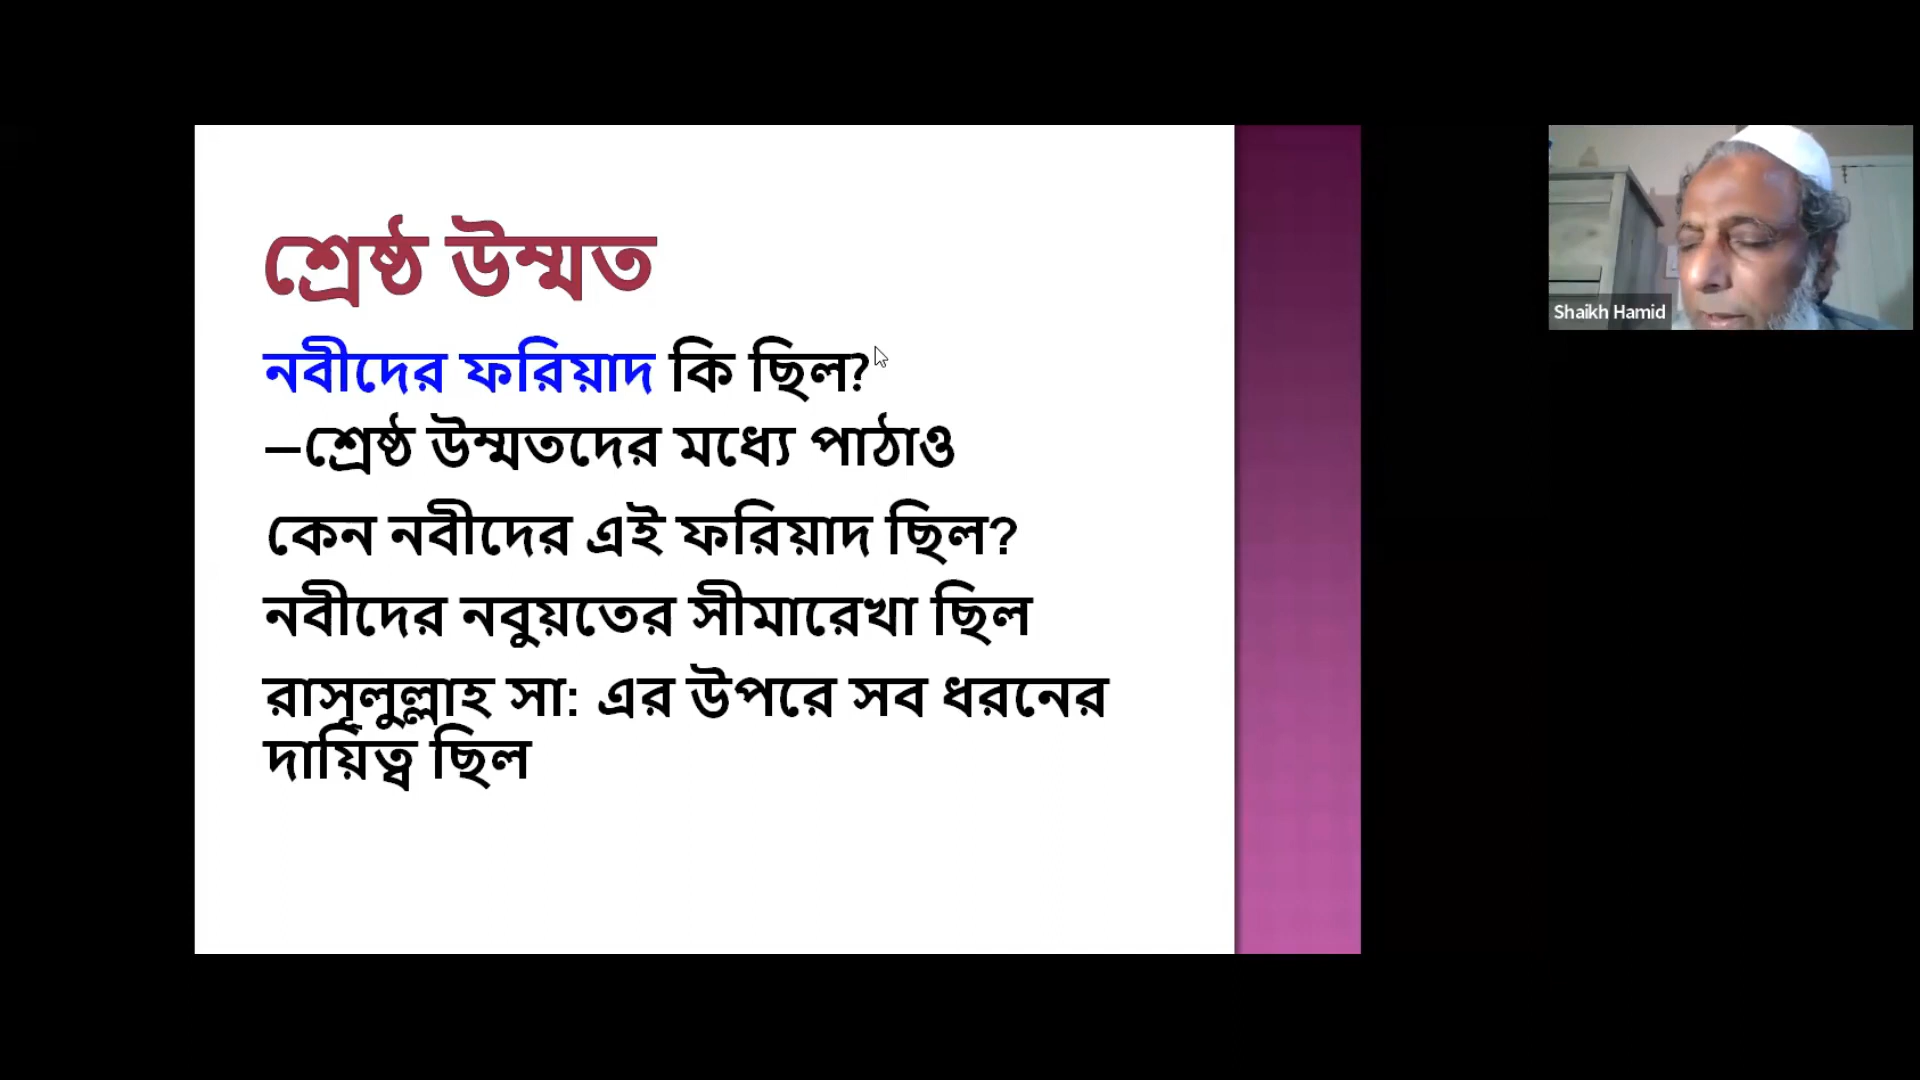 শ্রেষ্ঠ উম্মত
নবীদের ফরিয়াদ কি ছিল?
–শ্রেষ্ঠ উম্মতদের মধ্যে পাঠাও
কেন নবীদের এই ফরিয়াদ ছিল?
নবীদের নবুয়তের সীমারেখা ছিল
রাসূলুল্লাহ সা: এর উপরে সব ধরনের
দায়িত্ব ছিল
Shaikh Hamid